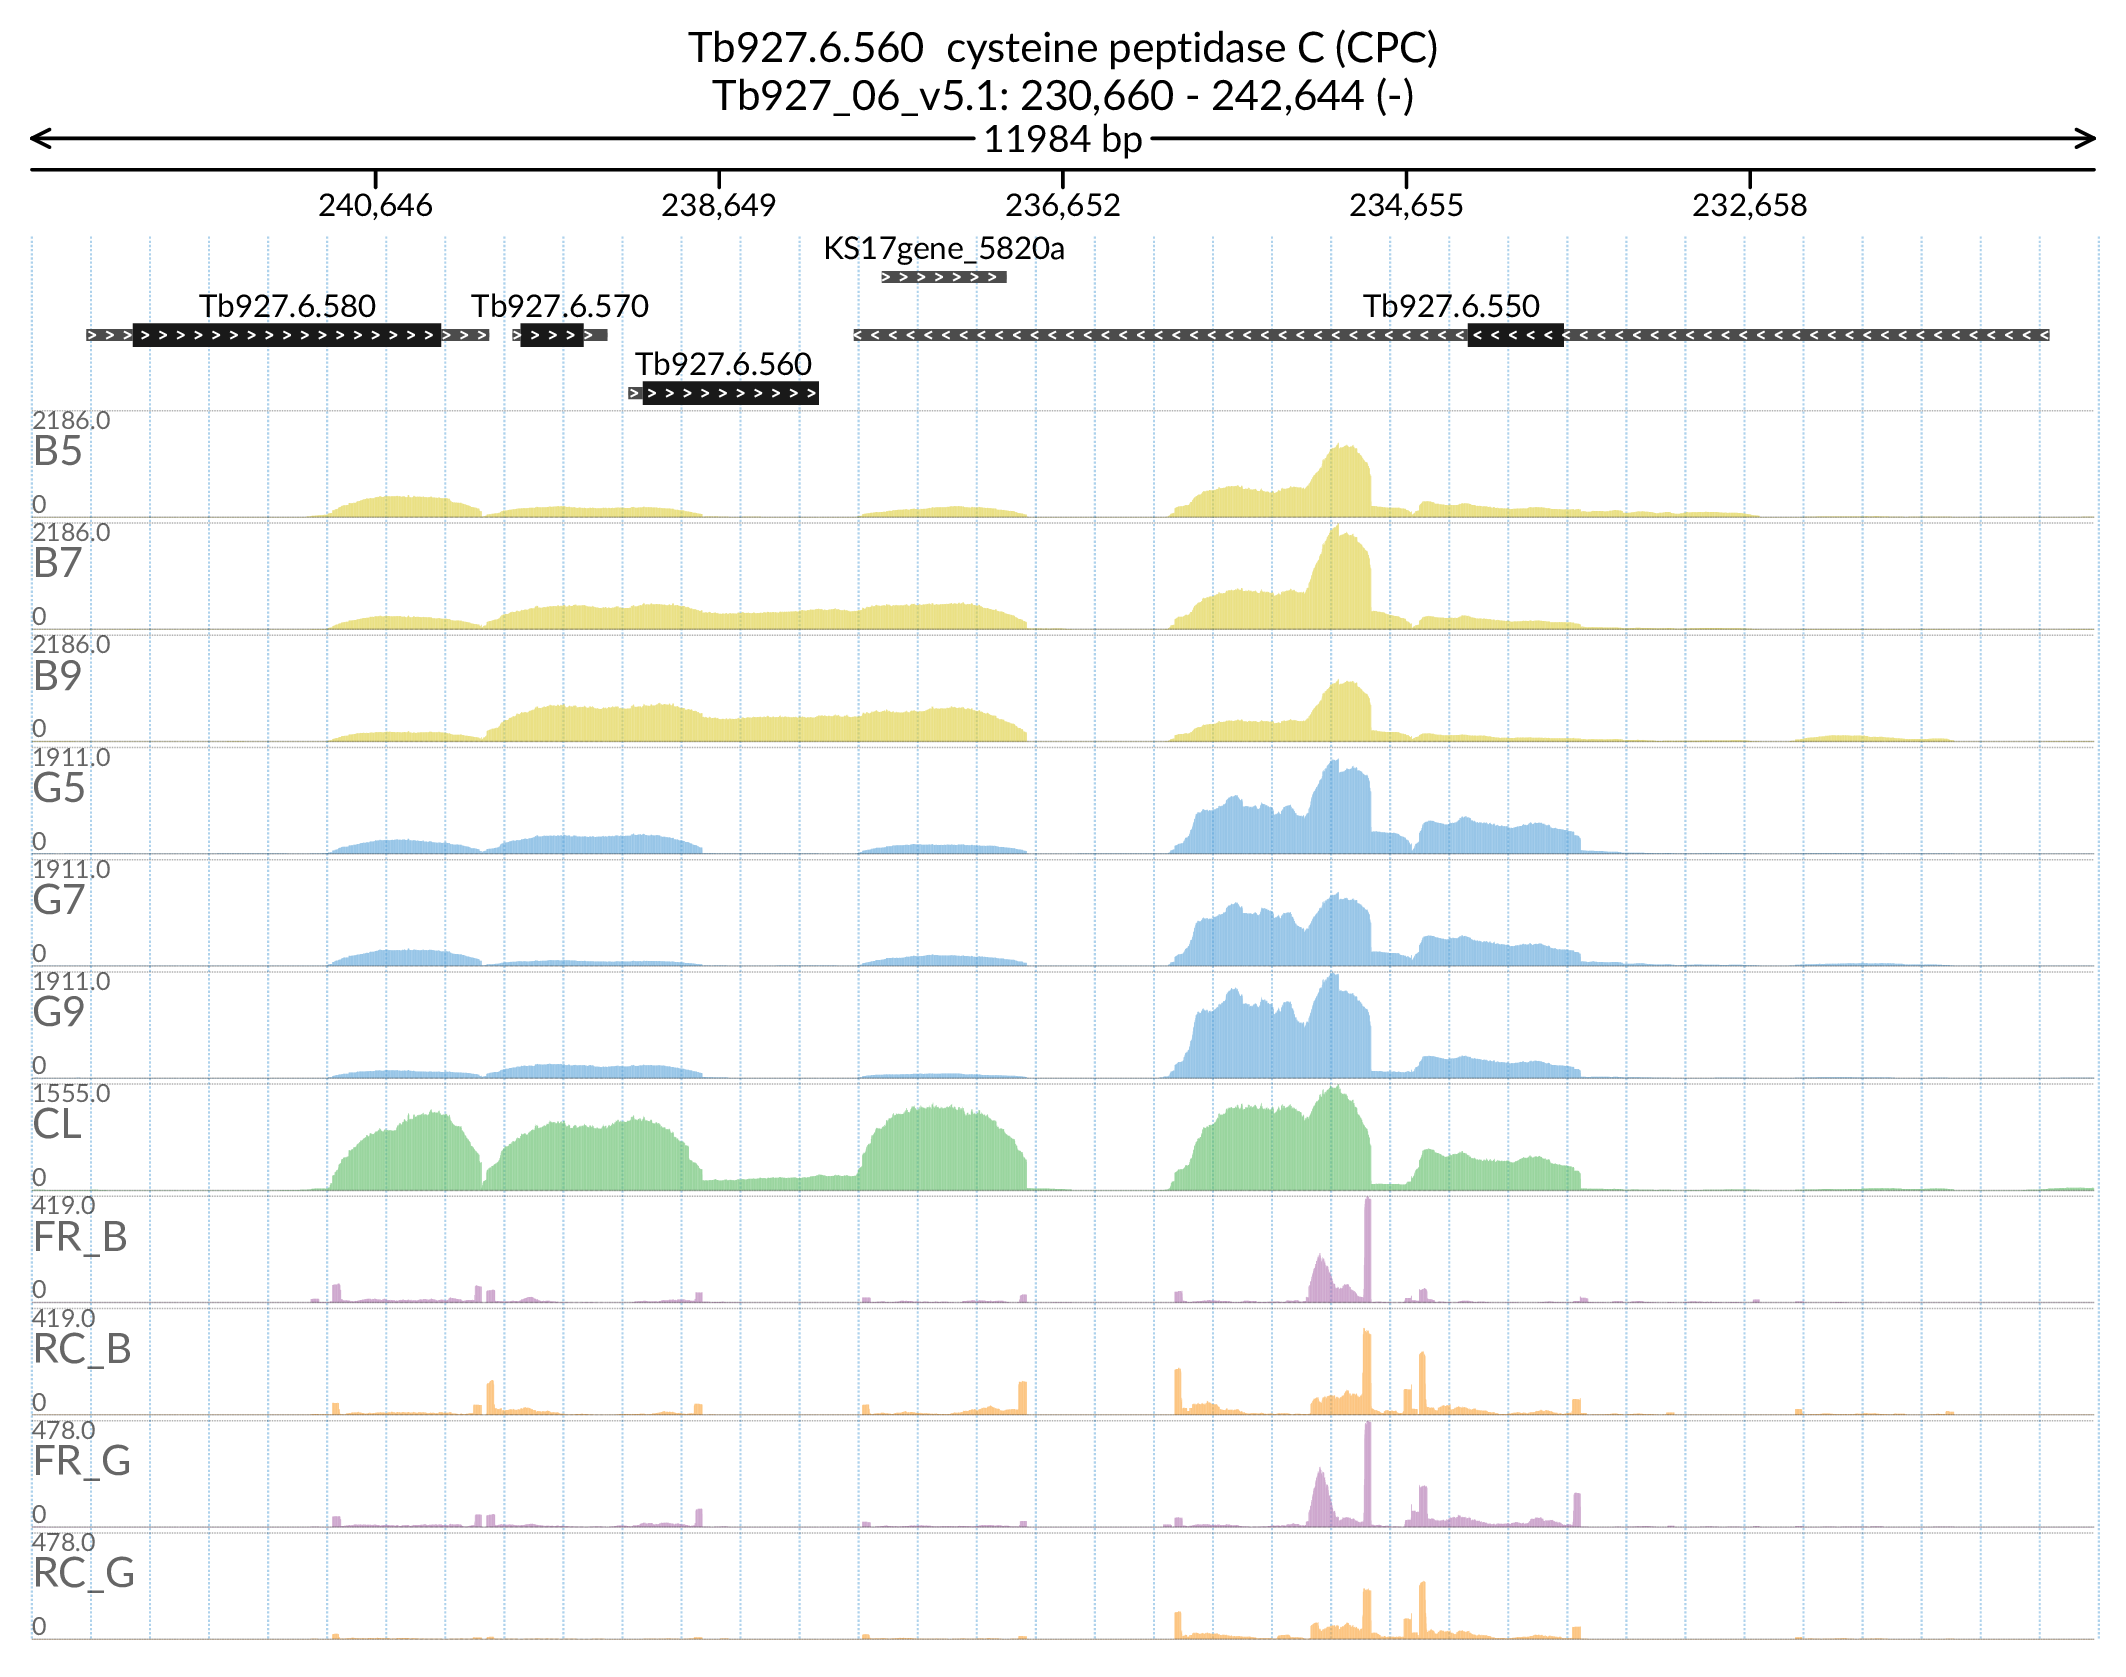 Tb927.6.560 cysteine peptidase C (CPC)
Tb927_06_v5.1: 230,660 - 242,644 (-)
11984 bp
240,646 238,649 236,652 234,655 232,658
KS17gene_5820a
Tb927.6.580 Tb927.6.570 Tb927.6.550
Tb927.6.560
2186.0
B5
0
2186.0
B7
0
2186.0
B9
0
1911.0
G5
0
1911.0
G7
0
1911.0
G9
0
1555.0
CL
0
419.0
FR_B
0
419.0
RC_B
0
478.0
FR_G
0
478.0
RC_G
0